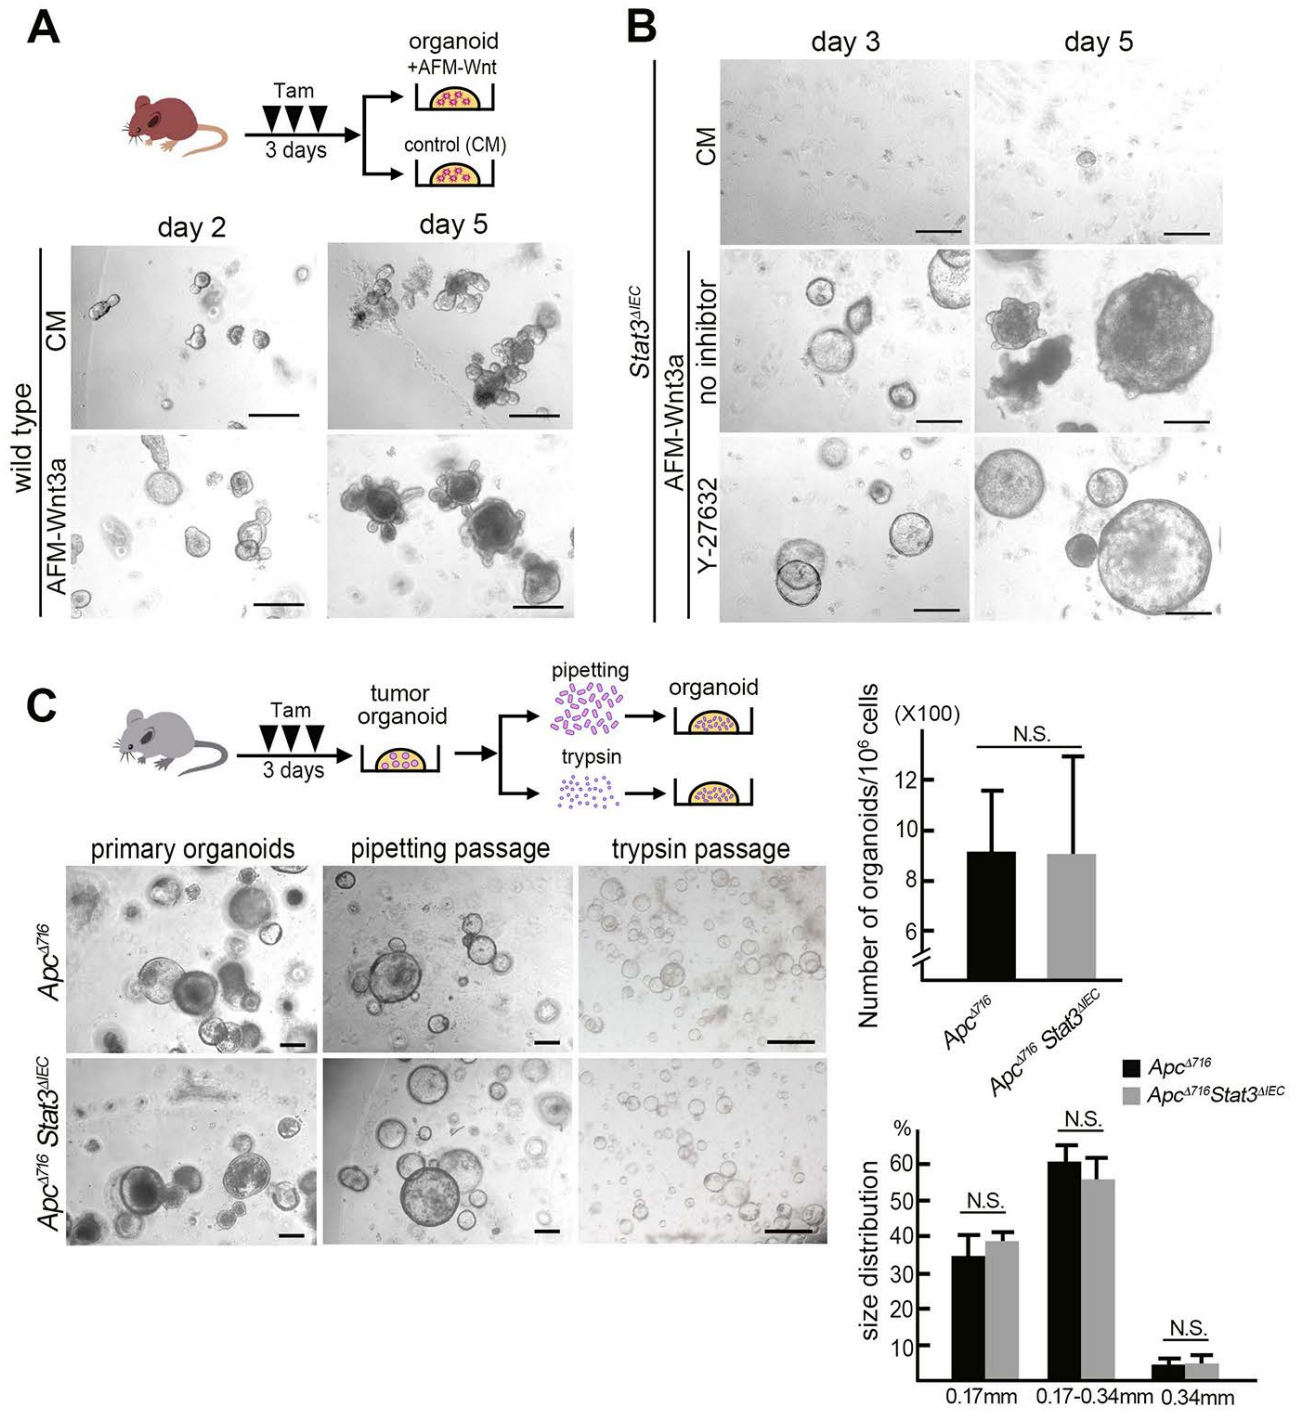 A
Tam
3 days
organoid
+AFM-Wnt
control (CM)
day 2
day 5
wild type
CM
AFM-Wnt3a
B
day 3
day 5
Stat3ΔIEC
CM
AFM-Wnt3a
no inhibtor
Y-27632
C
Tam
3 days
tumor
organoid
pipetting
trypsin
organoid
primary organoids
pipetting passage
trypsin passage
ApcΔ716
ApcΔ716 Stat3ΔIEC
(X100)
Number of organoids/10⁶ cells
N.S.
12
10
8
6
ApcΔ716
ApcΔ716 Stat3ΔIEC
ApcΔ716
ApcΔ716Stat3ΔIEC
%
size distribution
60
50
40
30
20
10
N.S.
N.S.
N.S.
0.17mm
0.17-0.34mm
0.34mm